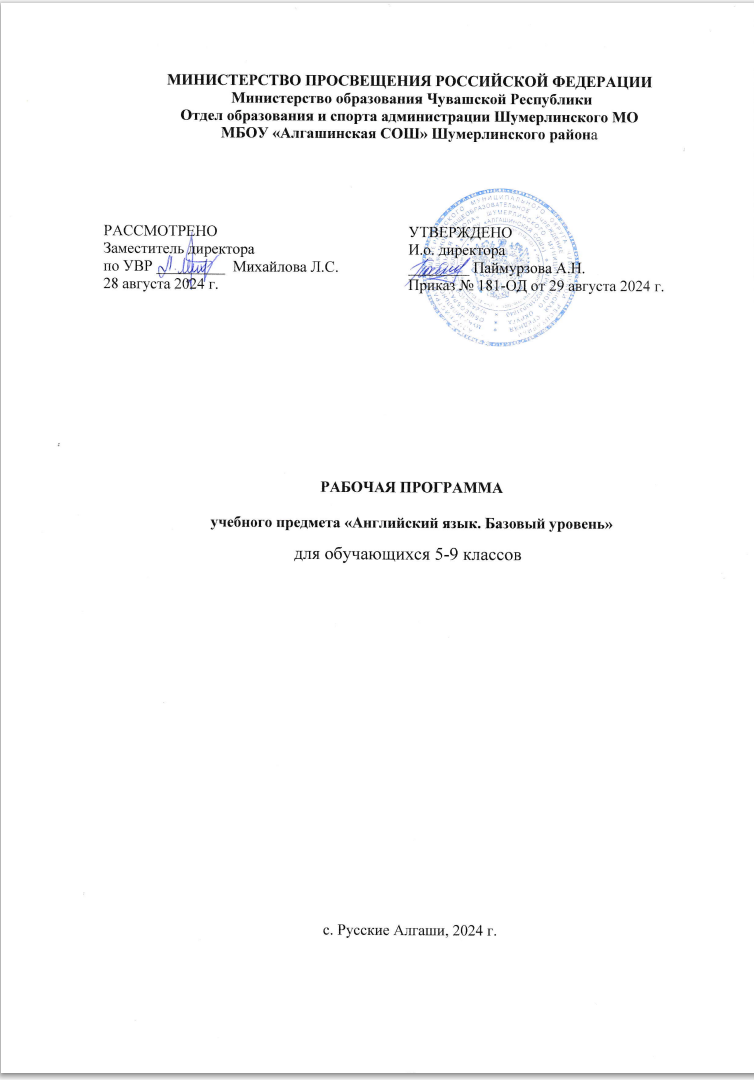 МИНИСТЕРСТВО ПРОСВЕЩЕНИЯ РОССИЙСКОЙ ФЕДЕРАЦИИ
Министерство образования Чувашской Республики
Отдел образования и спорта администрации Шумерлинского МО
МБОУ «Алгашинская СОШ» Шумерлинского района
РАССМОТРЕНО
Заместитель директора
по УВР _________ Михайлова Л.С.
28 августа 2024 г.
УТВЕРЖДЕНО
И.о. директора
________ Паймурзова А.Н.
Приказ № 181-ОД от 29 августа 2024 г.
РАБОЧАЯ ПРОГРАММА
учебного предмета «Английский язык. Базовый уровень»
для обучающихся 5-9 классов
с. Русские Алгаши, 2024 г.